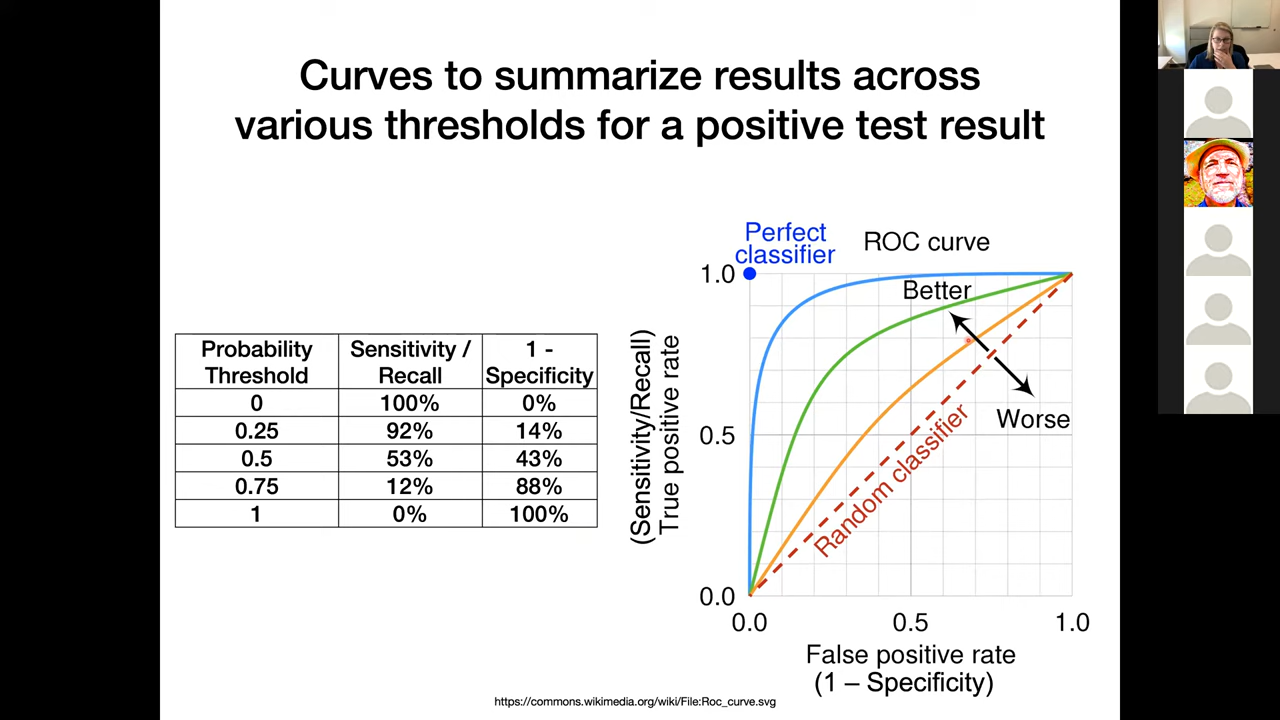 Curves to summarize results across
various thresholds for a positive test result
Probability
Threshold
Sensitivity /
Recall
1 -
Specificity
0
100%
0%
0.25
92%
14%
0.5
53%
43%
0.75
12%
88%
1
0%
100%
Perfect
classifier
ROC curve
1.0
Better
(Sensitivity/Recall)
True positive rate
Worse
0.5
Random classifier
0.0
0.0
0.5
1.0
False positive rate
(1 – Specificity)
https://commons.wikimedia.org/wiki/File:Roc_curve.svg